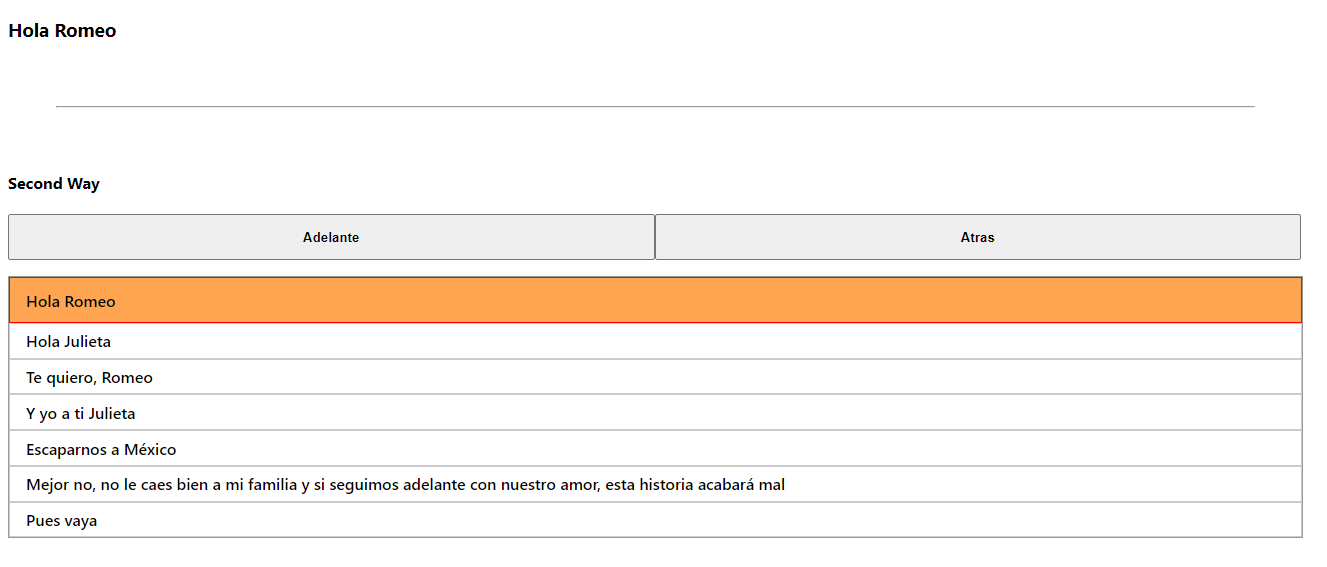 Hola Romeo
Second Way
Adelante
Atras
Hola Romeo
Hola Julieta
Te quiero, Romeo
Y yo a ti Julieta
Escaparnos a México
Mejor no, no le caes bien a mi familia y si seguimos adelante con nuestro amor, esta historia acabará mal
Pues vaya